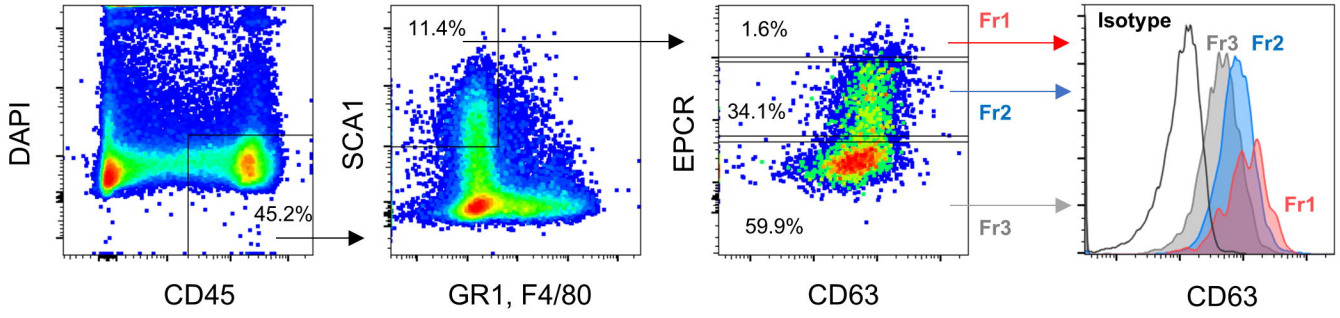 DAPI
45.2%
CD45
SCA1
11.4%
GR1, F4/80
EPCR
1.6%
34.1%
59.9%
CD63
Fr1
Fr2
Fr3
Isotype
Fr3 Fr2
Fr1
CD63